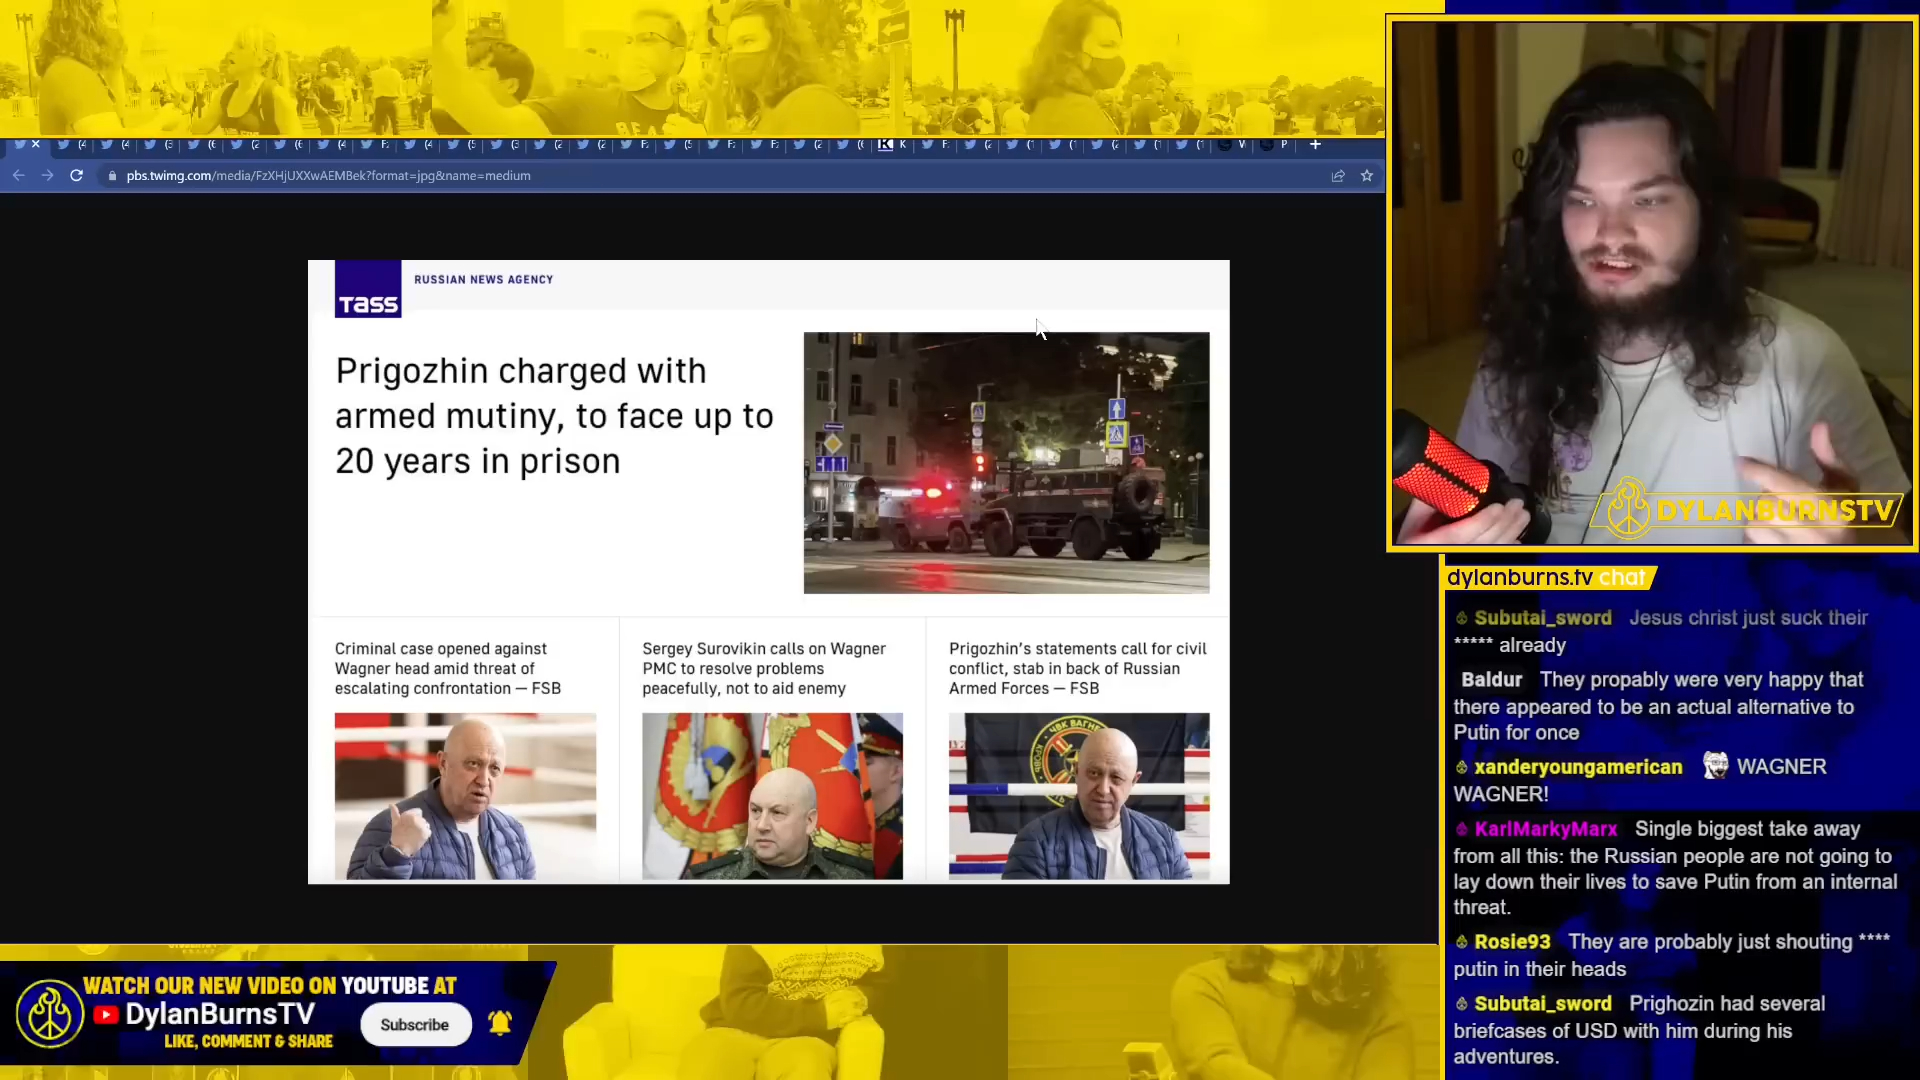 pbs.twimg.com/media/FzXHjUXXwAEMBek?format=jpg&name=medium
TASS
RUSSIAN NEWS AGENCY
Prigozhin charged with
armed mutiny, to face up to
20 years in prison
Criminal case opened against
Wagner head amid threat of
escalating confrontation — FSB
Sergey Surovikin calls on Wagner
PMC to resolve problems
peacefully, not to aid enemy
Prigozhin's statements call for civil
conflict, stab in back of Russian
Armed Forces — FSB
ЧВК ВАГНЕР
DYLANBURNSTV
dylanburns.tv chat
Subutai_sword Jesus christ just suck their
***** already
Baldur They propably were very happy that
there appeared to be an actual alternative to
Putin for once
xanderyoungamerican WAGNER
WAGNER!
KarlMarkyMarx Single biggest take away
from all this: the Russian people are not going to
lay down their lives to save Putin from an internal
threat.
Rosie93 They are probably just shouting ****
putin in their heads
Subutai_sword Prighozin had several
briefcases of USD with him during his
adventures.
WATCH OUR NEW VIDEO ON YOUTUBE AT
DylanBurnsTV
Subscribe
LIKE, COMMENT & SHARE